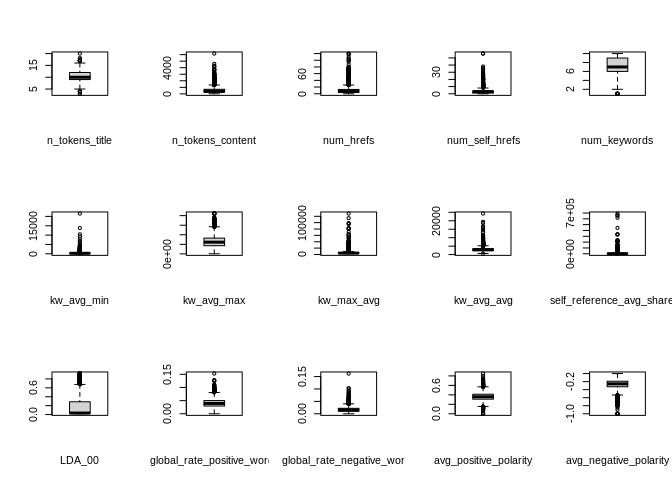 15
5
n_tokens_title
4000
0
n_tokens_content
60
0
num_hrefs
30
0
num_self_hrefs
6
2
num_keywords
15000
0
kw_avg_min
0e+00
kw_avg_max
100000
0
kw_max_avg
20000
0
kw_avg_avg
7e+05
0e+00
self_reference_avg_share
0.6
0.0
LDA_00
0.15
0.00
global_rate_positive_wor
0.15
0.00
global_rate_negative_wor
0.6
0.0
avg_positive_polarity
-0.2
-1.0
avg_negative_polarity